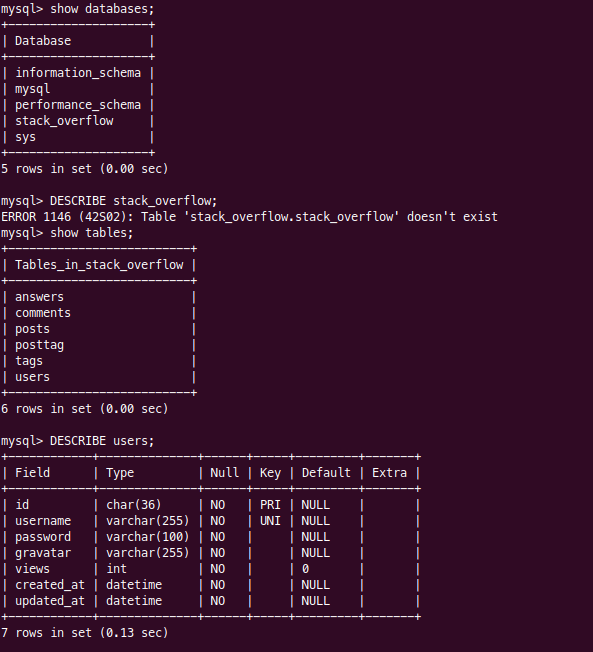 mysql> show databases;
+--------------------+
| Database           |
+--------------------+
| information_schema |
| mysql              |
| performance_schema |
| stack_overflow     |
| sys                |
+--------------------+
5 rows in set (0.00 sec)

mysql> DESCRIBE stack_overflow;
ERROR 1146 (42S02): Table 'stack_overflow.stack_overflow' doesn't exist
mysql> show tables;
+--------------------------+
| Tables_in_stack_overflow |
+--------------------------+
| answers                  |
| comments                 |
| posts                    |
| posttag                  |
| tags                     |
| users                    |
+--------------------------+
6 rows in set (0.00 sec)

mysql> DESCRIBE users;
+------------+--------------+------+-----+---------+-------+
| Field      | Type         | Null | Key | Default | Extra |
+------------+--------------+------+-----+---------+-------+
| id         | char(36)     | NO   | PRI | NULL    |       |
| username   | varchar(255) | NO   | UNI | NULL    |       |
| password   | varchar(100) | NO   |     | NULL    |       |
| gravatar   | varchar(255) | NO   |     | NULL    |       |
| views      | int          | NO   |     | 0       |       |
| created_at | datetime     | NO   |     | NULL    |       |
| updated_at | datetime     | NO   |     | NULL    |       |
+------------+--------------+------+-----+---------+-------+
7 rows in set (0.13 sec)